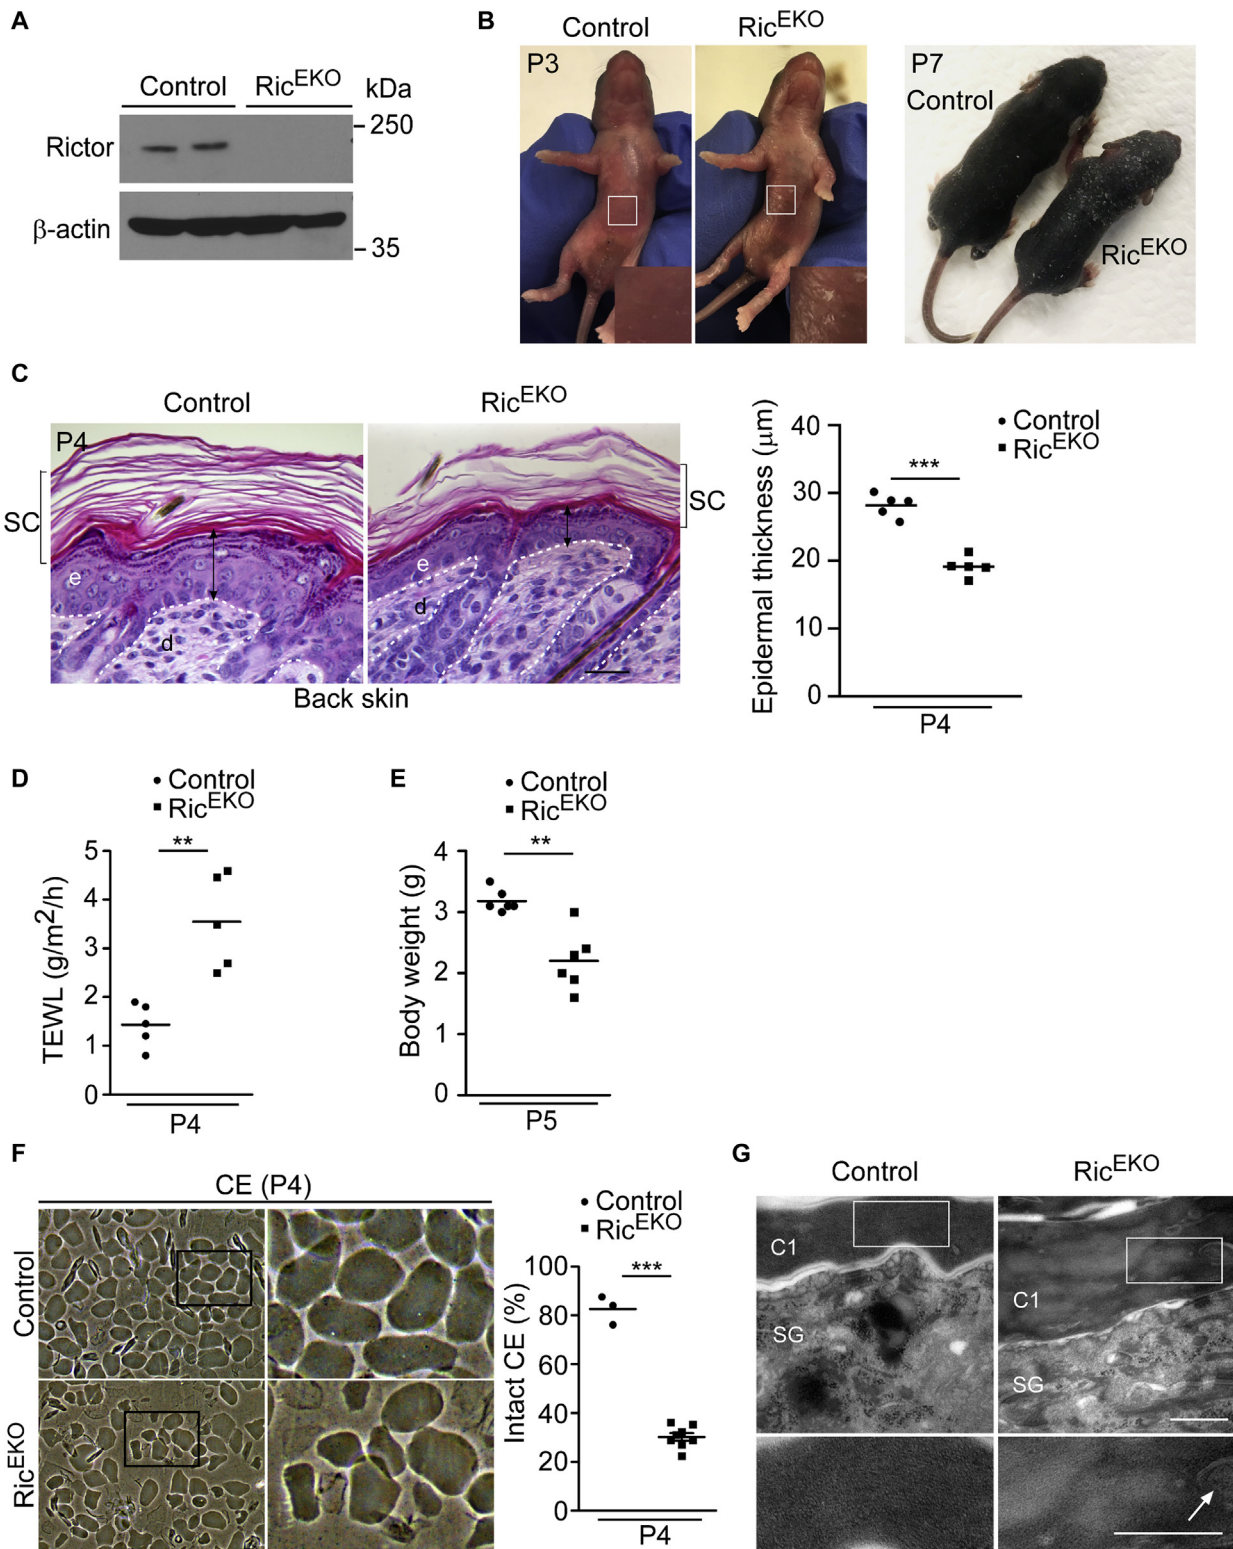 A
Control RicEKO kDa
Rictor
250
β-actin
35
B
Control RicEKO
P3
P7
Control
RicEKO
C
Control RicEKO
P4
SC
SC
e
d
e
d
Back skin
Control
RicEKO
Epidermal thickness (μm)
40
30
20
10
0
***
P4
D
Control
RicEKO
TEWL (g/m2/h)
5
4
3
2
1
0
**
P4
E
Control
RicEKO
Body weight (g)
4
3
2
1
0
**
P5
F
CE (P4)
Control
RicEKO
Control
RicEKO
Intact CE (%)
100
80
60
40
20
0
***
P4
G
Control RicEKO
C1
SG
C1
SG